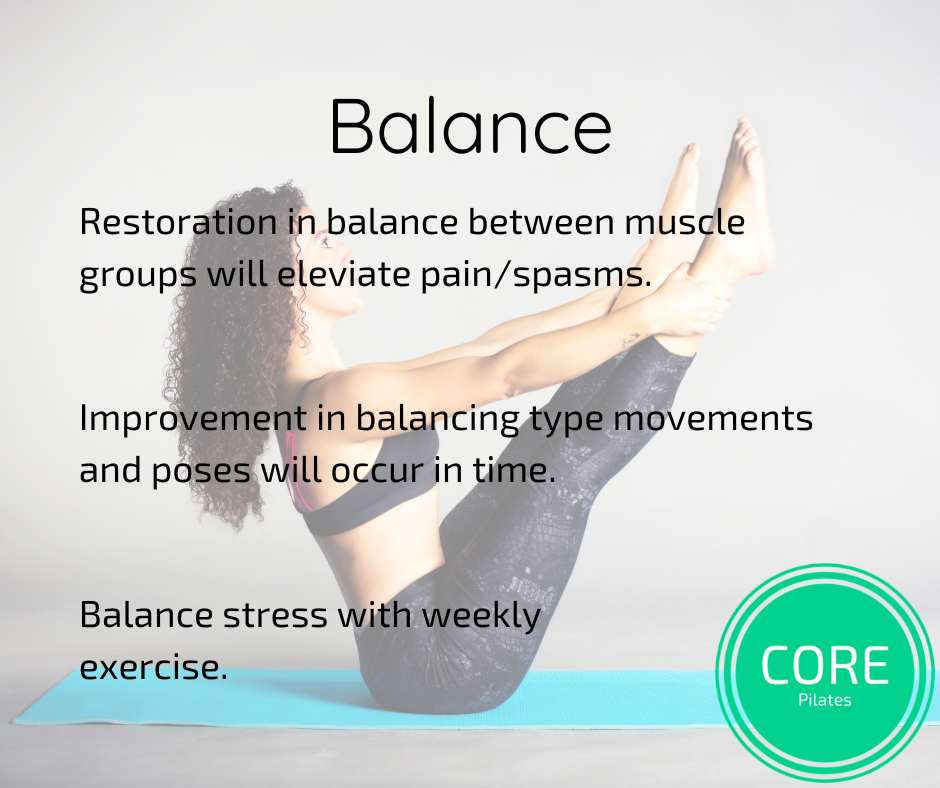 Balance
Restoration in balance between muscle
groups will eleviate pain/spasms.
Improvement in balancing type movements
and poses will occur in time.
Balance stress with weekly
exercise.
CORE
Pilates